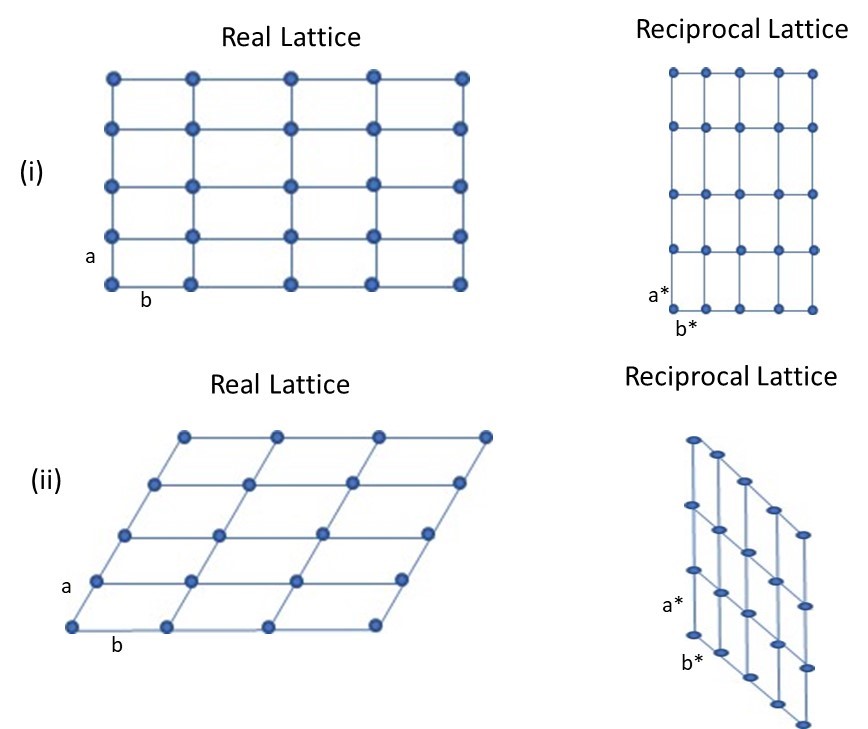 Real Lattice
Reciprocal Lattice
(i)
a
b
a*
b*
Real Lattice
Reciprocal Lattice
(ii)
a
b
a*
b*